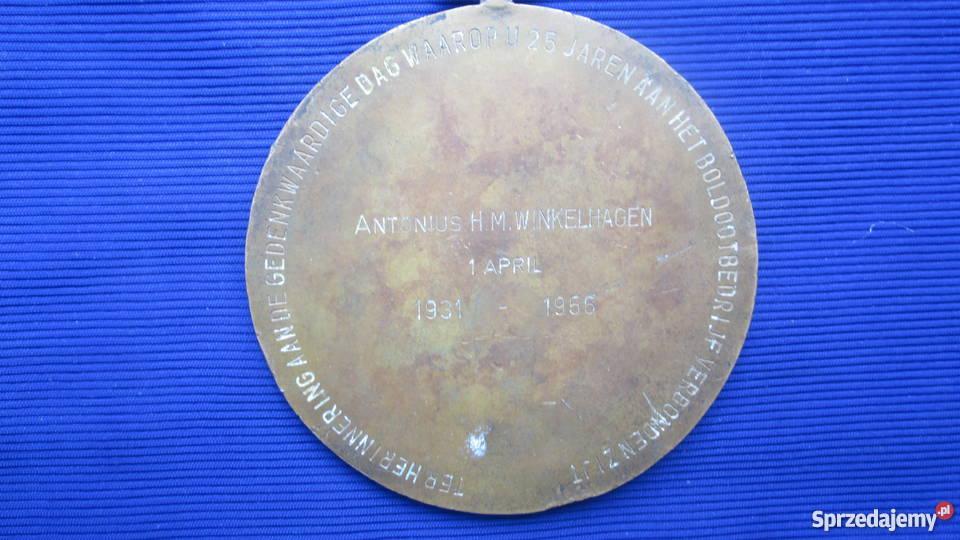 TER HERINNERING AAN DE GEDENKWAARDIGE DAG WAAROP U 25 JAREN AAN HET BOLDOOTBEDRIJF VERBONDEN ZIJT
ANTONIUS H.M. WINKELHAGEN
1 APRIL
1931 - 1956
Sprzedajemy.pl